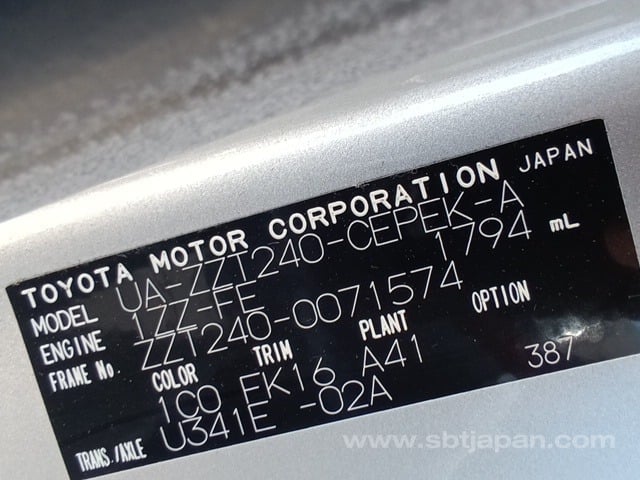 TOYOTA MOTOR CORPORATION JAPAN
MODEL UA-ZZT240-CEPEK-A
ENGINE 1ZZ-FE 1794 mL
FRAME No. ZZT240-0071574
COLOR TRIM PLANT OPTION
1C0 EK16 A41 387
TRANS./AXLE U341E -02A
www.sbtjapan.com